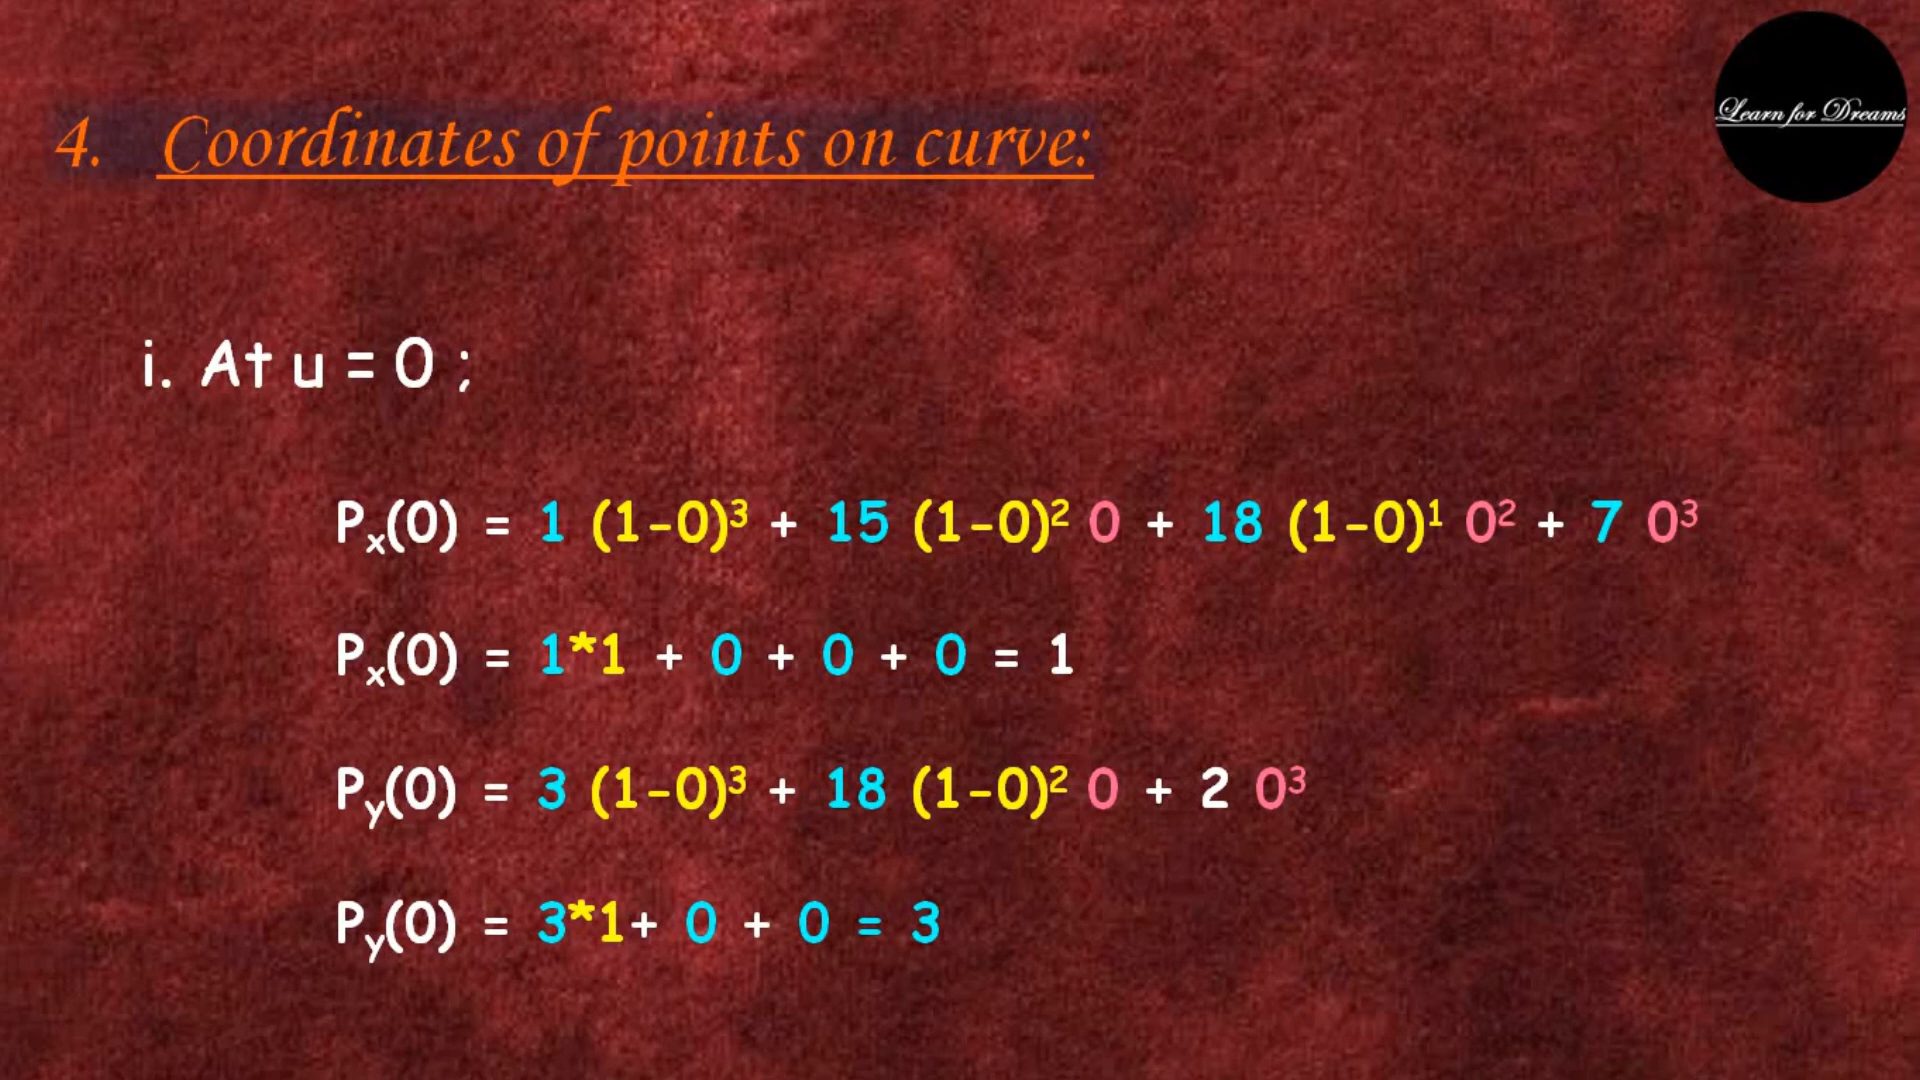 Learn for Dreams
4. Coordinates of points on curve:
i. At u = 0 ;
Pₓ(0) = 1 (1-0)³ + 15 (1-0)² 0 + 18 (1-0)¹ 0² + 7 0³
Pₓ(0) = 1*1 + 0 + 0 + 0 = 1
Py(0) = 3 (1-0)³ + 18 (1-0)² 0 + 2 0³
Py(0) = 3*1+ 0 + 0 = 3